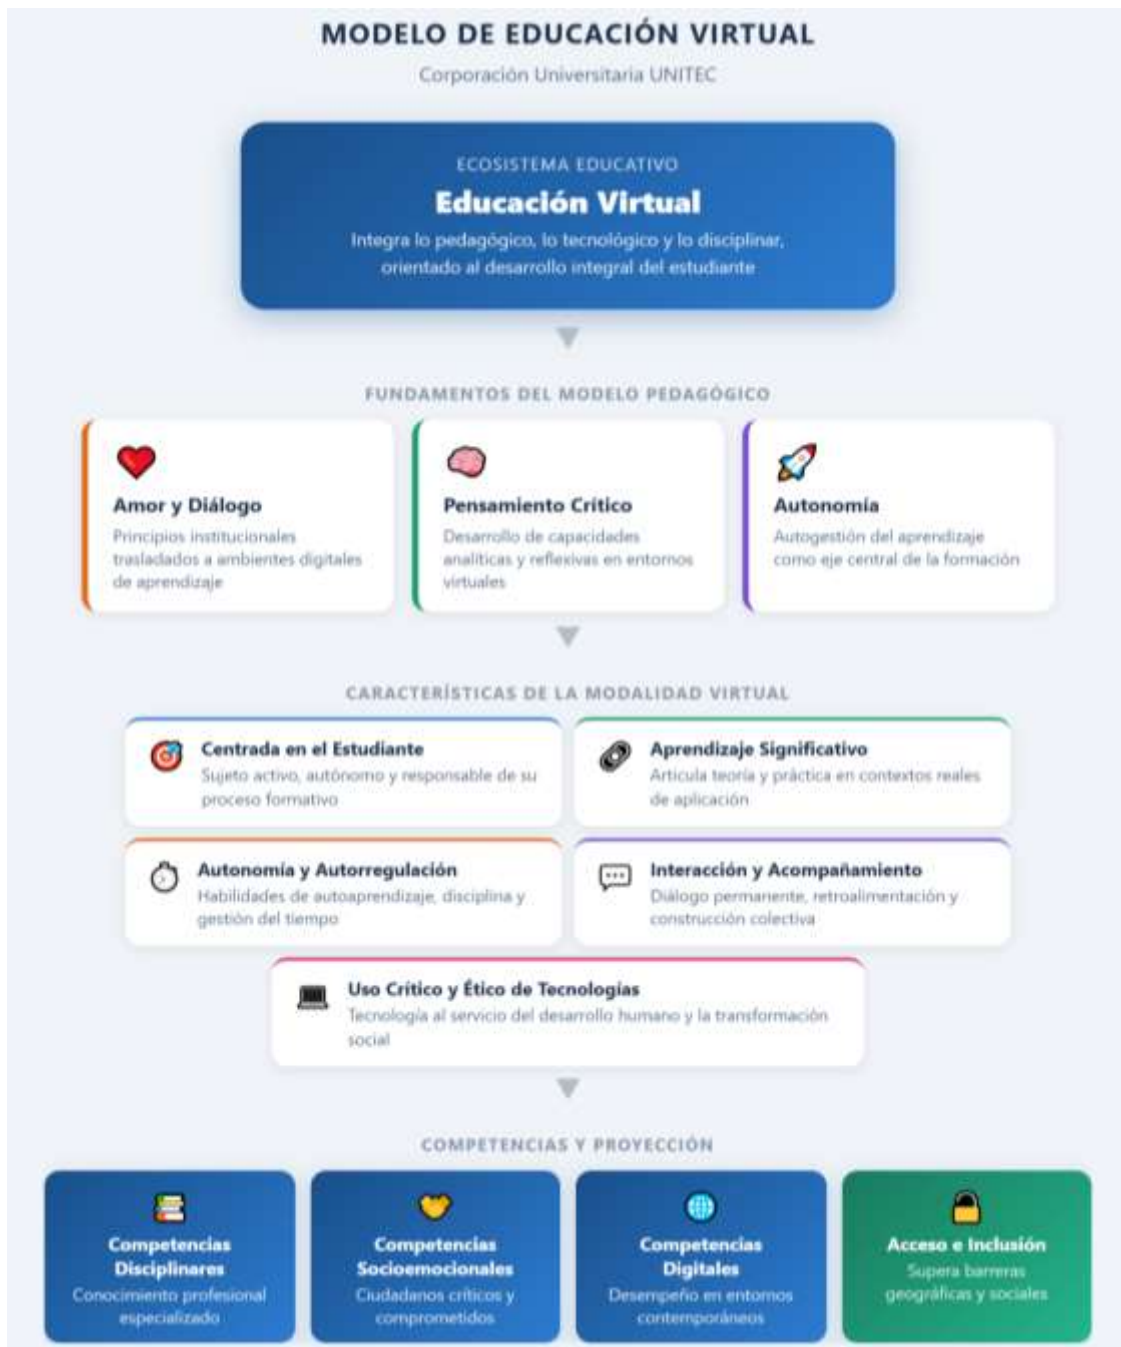 MODELO DE EDUCACIÓN VIRTUAL
Corporación Universitaria UNITEC
ECOSISTEMA EDUCATIVO
Educación Virtual
Integra lo pedagógico, lo tecnológico y lo disciplinar,
orientado al desarrollo integral del estudiante
FUNDAMENTOS DEL MODELO PEDAGÓGICO
Amor y Diálogo
Principios institucionales
trasladados a ambientes digitales
de aprendizaje
Pensamiento Crítico
Desarrollo de capacidades
analíticas y reflexivas en entornos
virtuales
Autonomía
Autogestión del aprendizaje
como eje central de la formación
CARACTERÍSTICAS DE LA MODALIDAD VIRTUAL
Centrada en el Estudiante
Sujeto activo, autónomo y responsable de su
proceso formativo
Aprendizaje Significativo
Articula teoría y práctica en contextos reales
de aplicación
Autonomía y Autorregulación
Habilidades de autoaprendizaje, disciplina y
gestión del tiempo
Interacción y Acompañamiento
Diálogo permanente, retroalimentación y
construcción colectiva
Uso Crítico y Ético de Tecnologías
Tecnología al servicio del desarrollo humano y la transformación
social
COMPETENCIAS Y PROYECCIÓN
Competencias
Disciplinares
Conocimiento profesional
especializado
Competencias
Socioemocionales
Ciudadanos críticos y
comprometidos
Competencias
Digitales
Desempeño en entornos
contemporáneos
Acceso e Inclusión
Supera barreras
geográficas y sociales